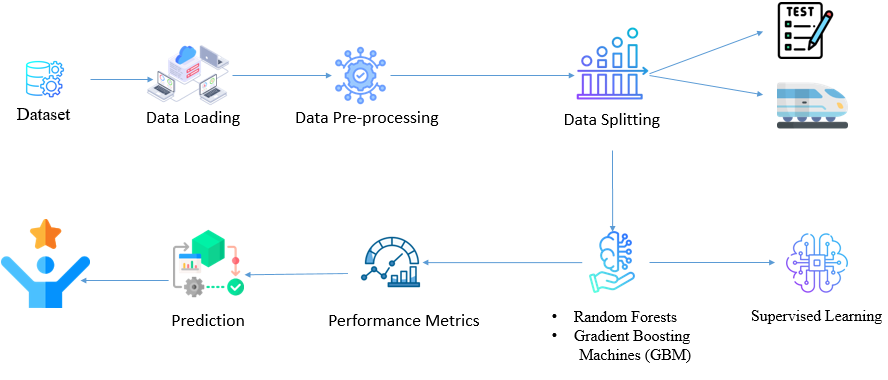 TEST
Dataset
Data Loading
Data Pre-processing
Data Splitting
Prediction
Performance Metrics
• Random Forests
• Gradient Boosting
Machines (GBM)
Supervised Learning